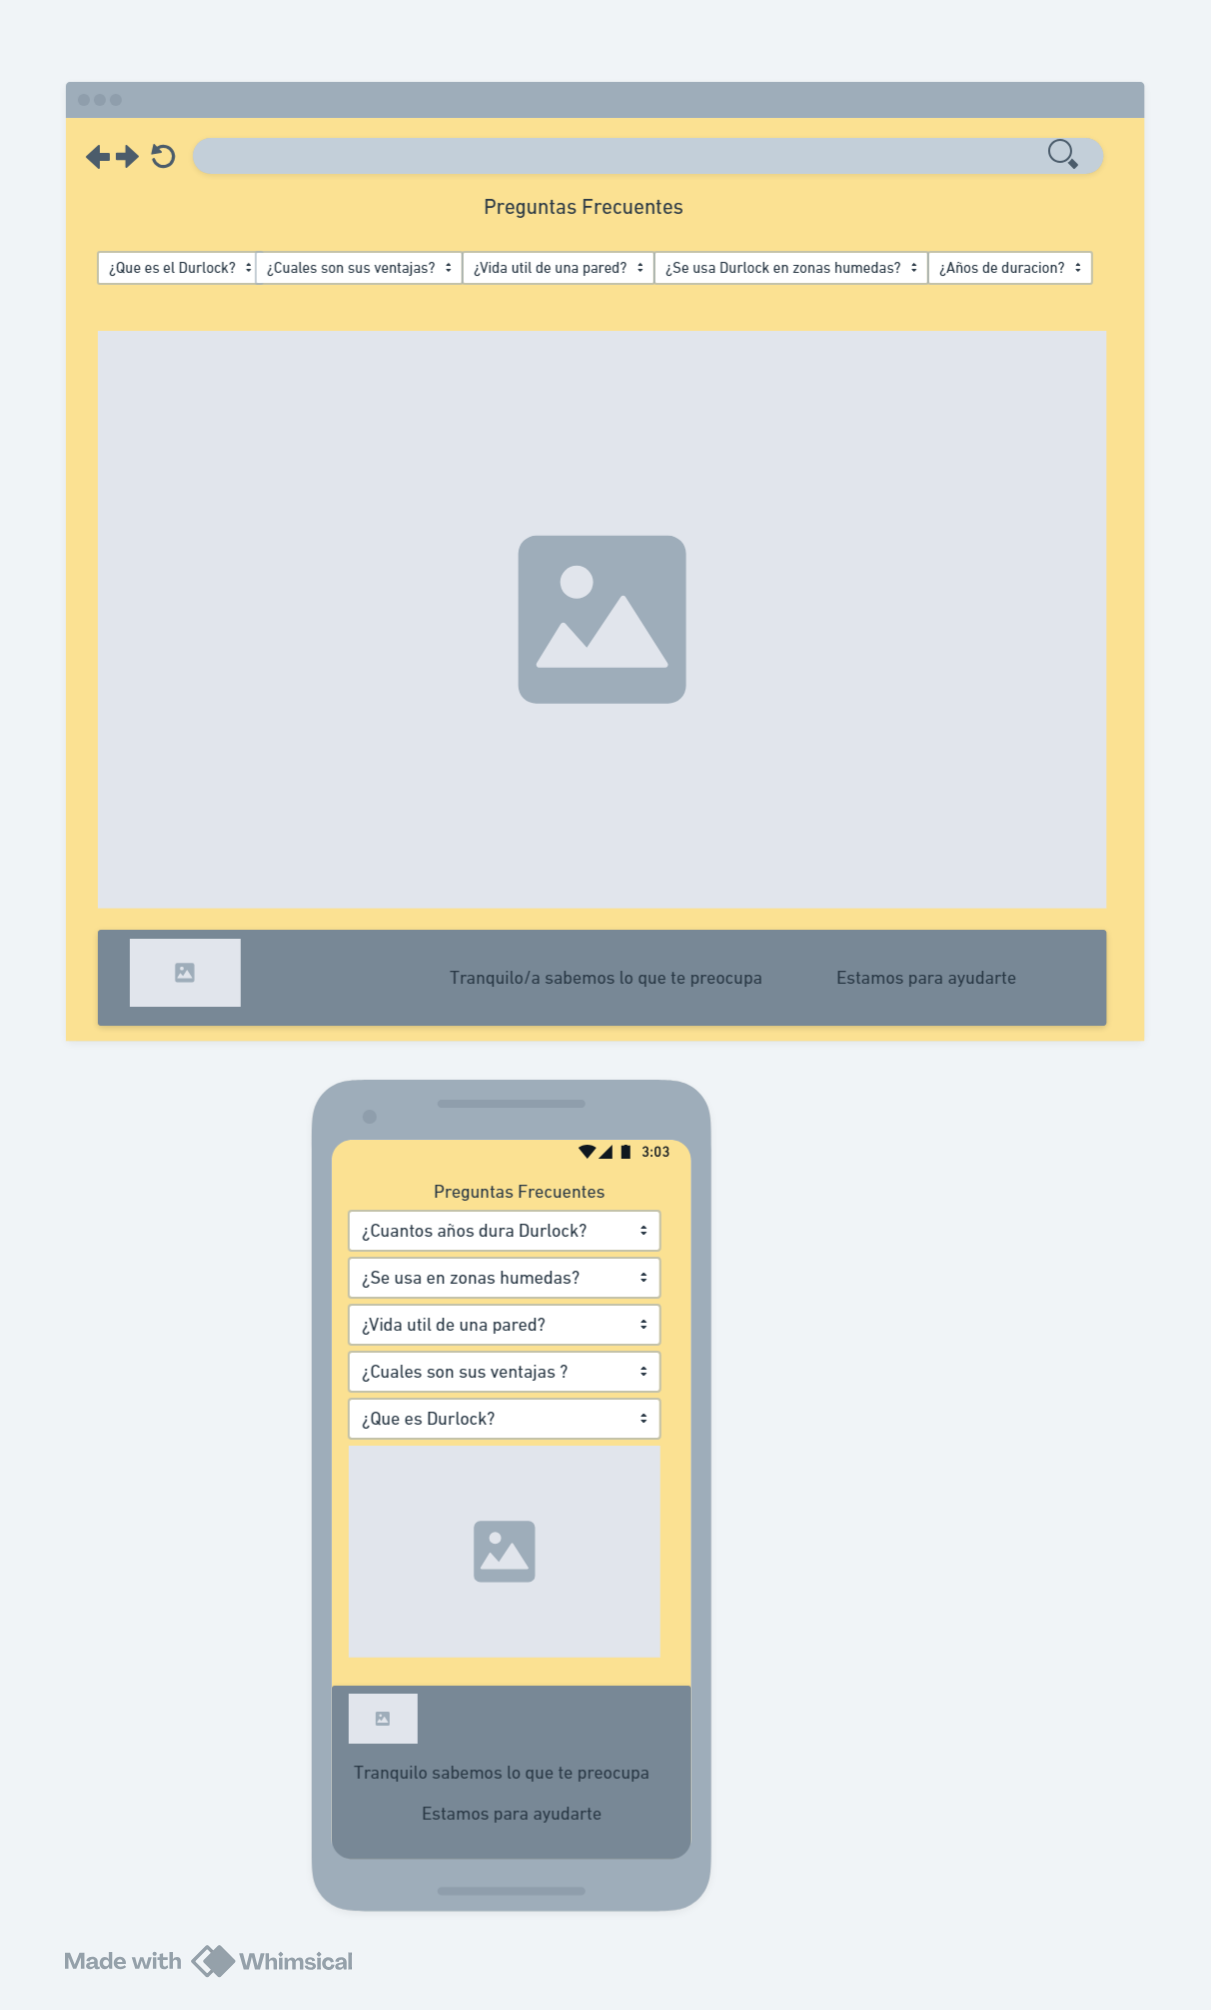 Preguntas Frecuentes
¿Que es el Durlock?
¿Cuales son sus ventajas?
¿Vida util de una pared?
¿Se usa Durlock en zonas humedas?
¿Años de duracion?
Tranquilo/a sabemos lo que te preocupa
Estamos para ayudarte
3:03
Preguntas Frecuentes
¿Cuantos años dura Durlock?
¿Se usa en zonas humedas?
¿Vida util de una pared?
¿Cuales son sus ventajas ?
¿Que es Durlock?
Tranquilo sabemos lo que te preocupa
Estamos para ayudarte
Made with Whimsical